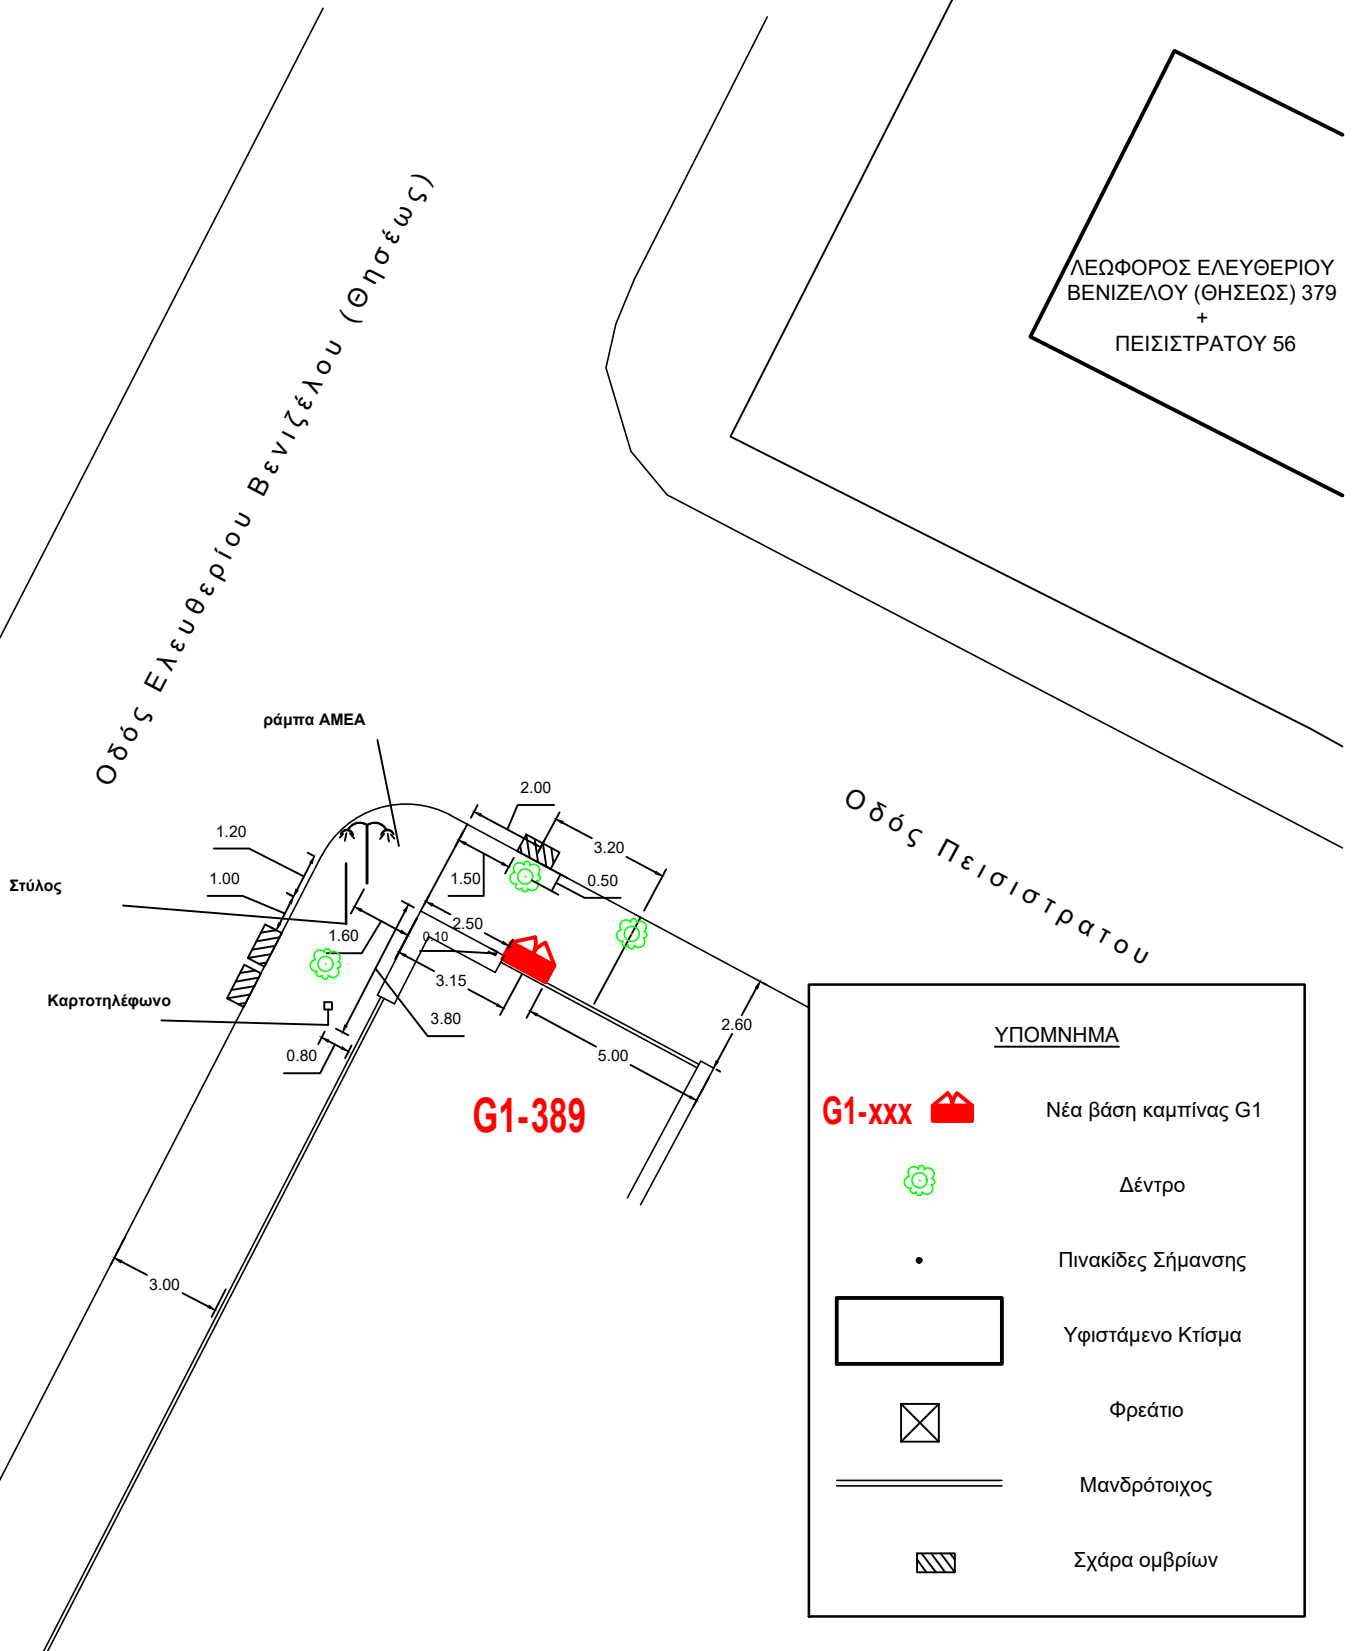 Οδός Ελευθερίου Βενιζέλου (Θησέως)
ΛΕΩΦΟΡΟΣ ΕΛΕΥΘΕΡΙΟΥ
ΒΕΝΙΖΕΛΟΥ (ΘΗΣΕΩΣ) 379
+
ΠΕΙΣΙΣΤΡΑΤΟΥ 56
ράμπα ΑΜΕΑ
Οδός Πεισιστρατου
2.00
1.20
3.20
1.00
1.50
0.50
Στύλος
2.50
1.60
0.10
3.15
Καρτοτηλέφωνο
3.80
2.60
0.80
5.00
G1-389
3.00
ΥΠΟΜΝΗΜΑ
G1-xxx
Νέα βάση καμπίνας G1
Δέντρο
Πινακίδες Σήμανσης
Υφιστάμενο Κτίσμα
Φρεάτιο
Μανδρότοιχος
Σχάρα ομβρίων